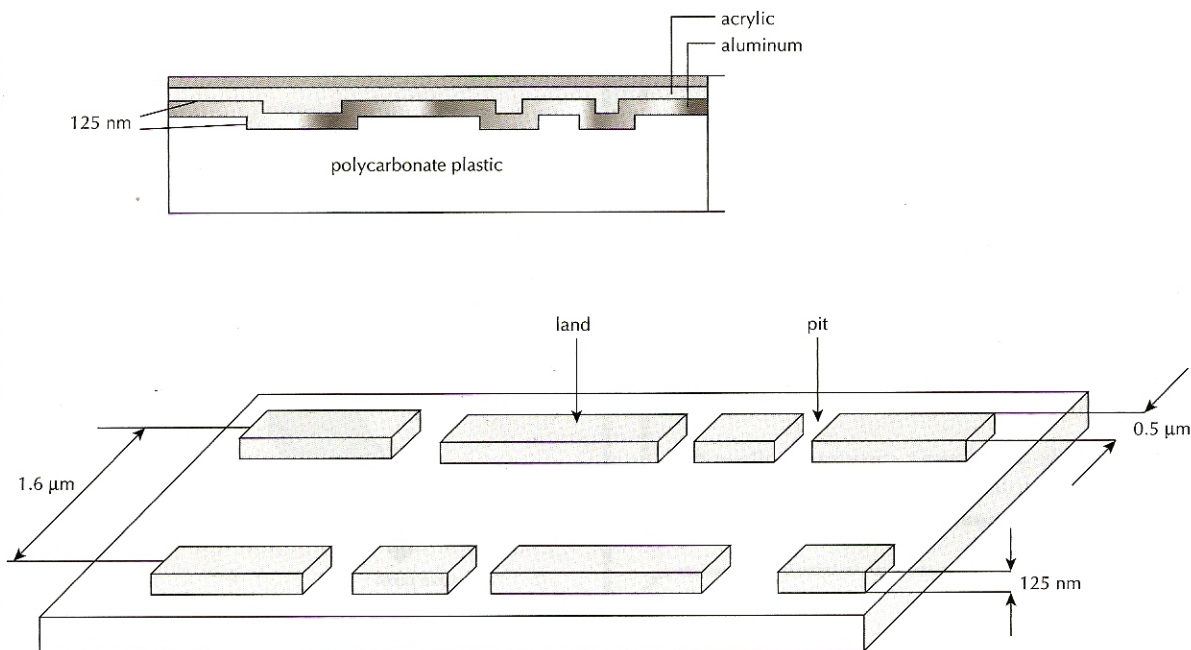 acrylic
aluminum
125 nm
polycarbonate plastic
land
pit
0.5 μm
1.6 μm
125 nm